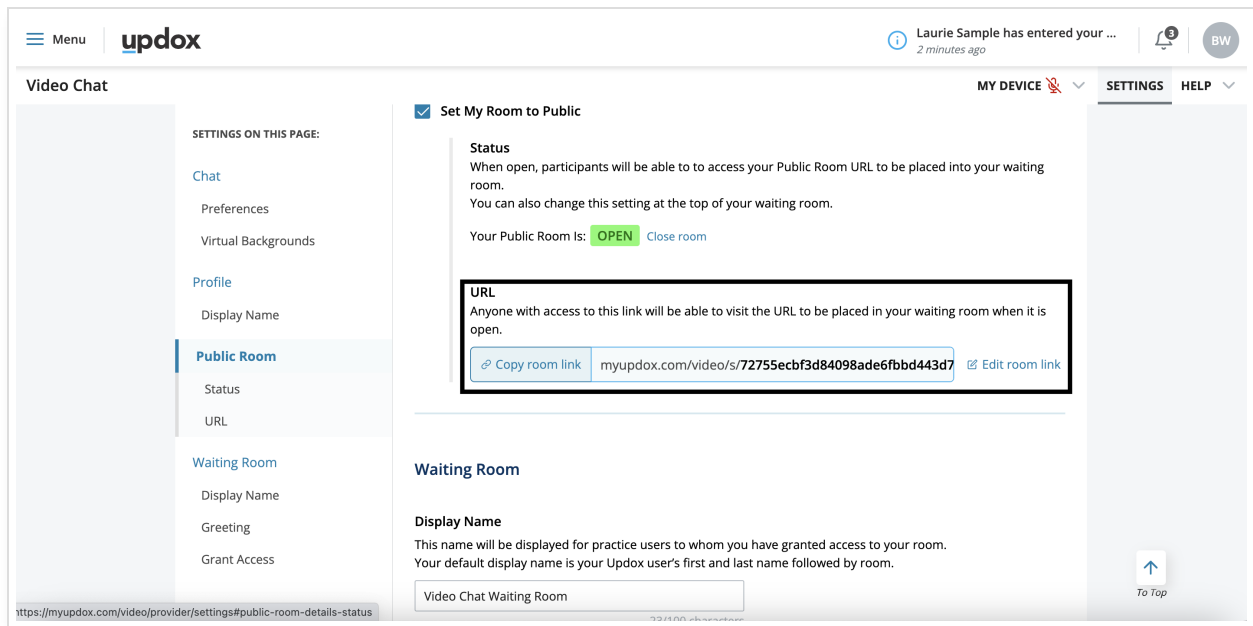 Menu
updox
Laurie Sample has entered your ...
2 minutes ago
3
BW
Video Chat
MY DEVICE
SETTINGS
HELP
SETTINGS ON THIS PAGE:
Chat
Preferences
Virtual Backgrounds
Profile
Display Name
Public Room
Status
URL
Waiting Room
Display Name
Greeting
Grant Access
Set My Room to Public
Status
When open, participants will be able to to access your Public Room URL to be placed into your waiting
room.
You can also change this setting at the top of your waiting room.
Your Public Room Is: OPEN Close room
URL
Anyone with access to this link will be able to visit the URL to be placed in your waiting room when it is
open.
Copy room link myupdox.com/video/s/72755ecbf3d84098ade6fbbd443d7 Edit room link
Waiting Room
Display Name
This name will be displayed for practice users to whom you have granted access to your room.
Your default display name is your Updox user's first and last name followed by room.
Video Chat Waiting Room
23/100 characters
To Top
https://myupdox.com/video/provider/settings#public-room-details-status